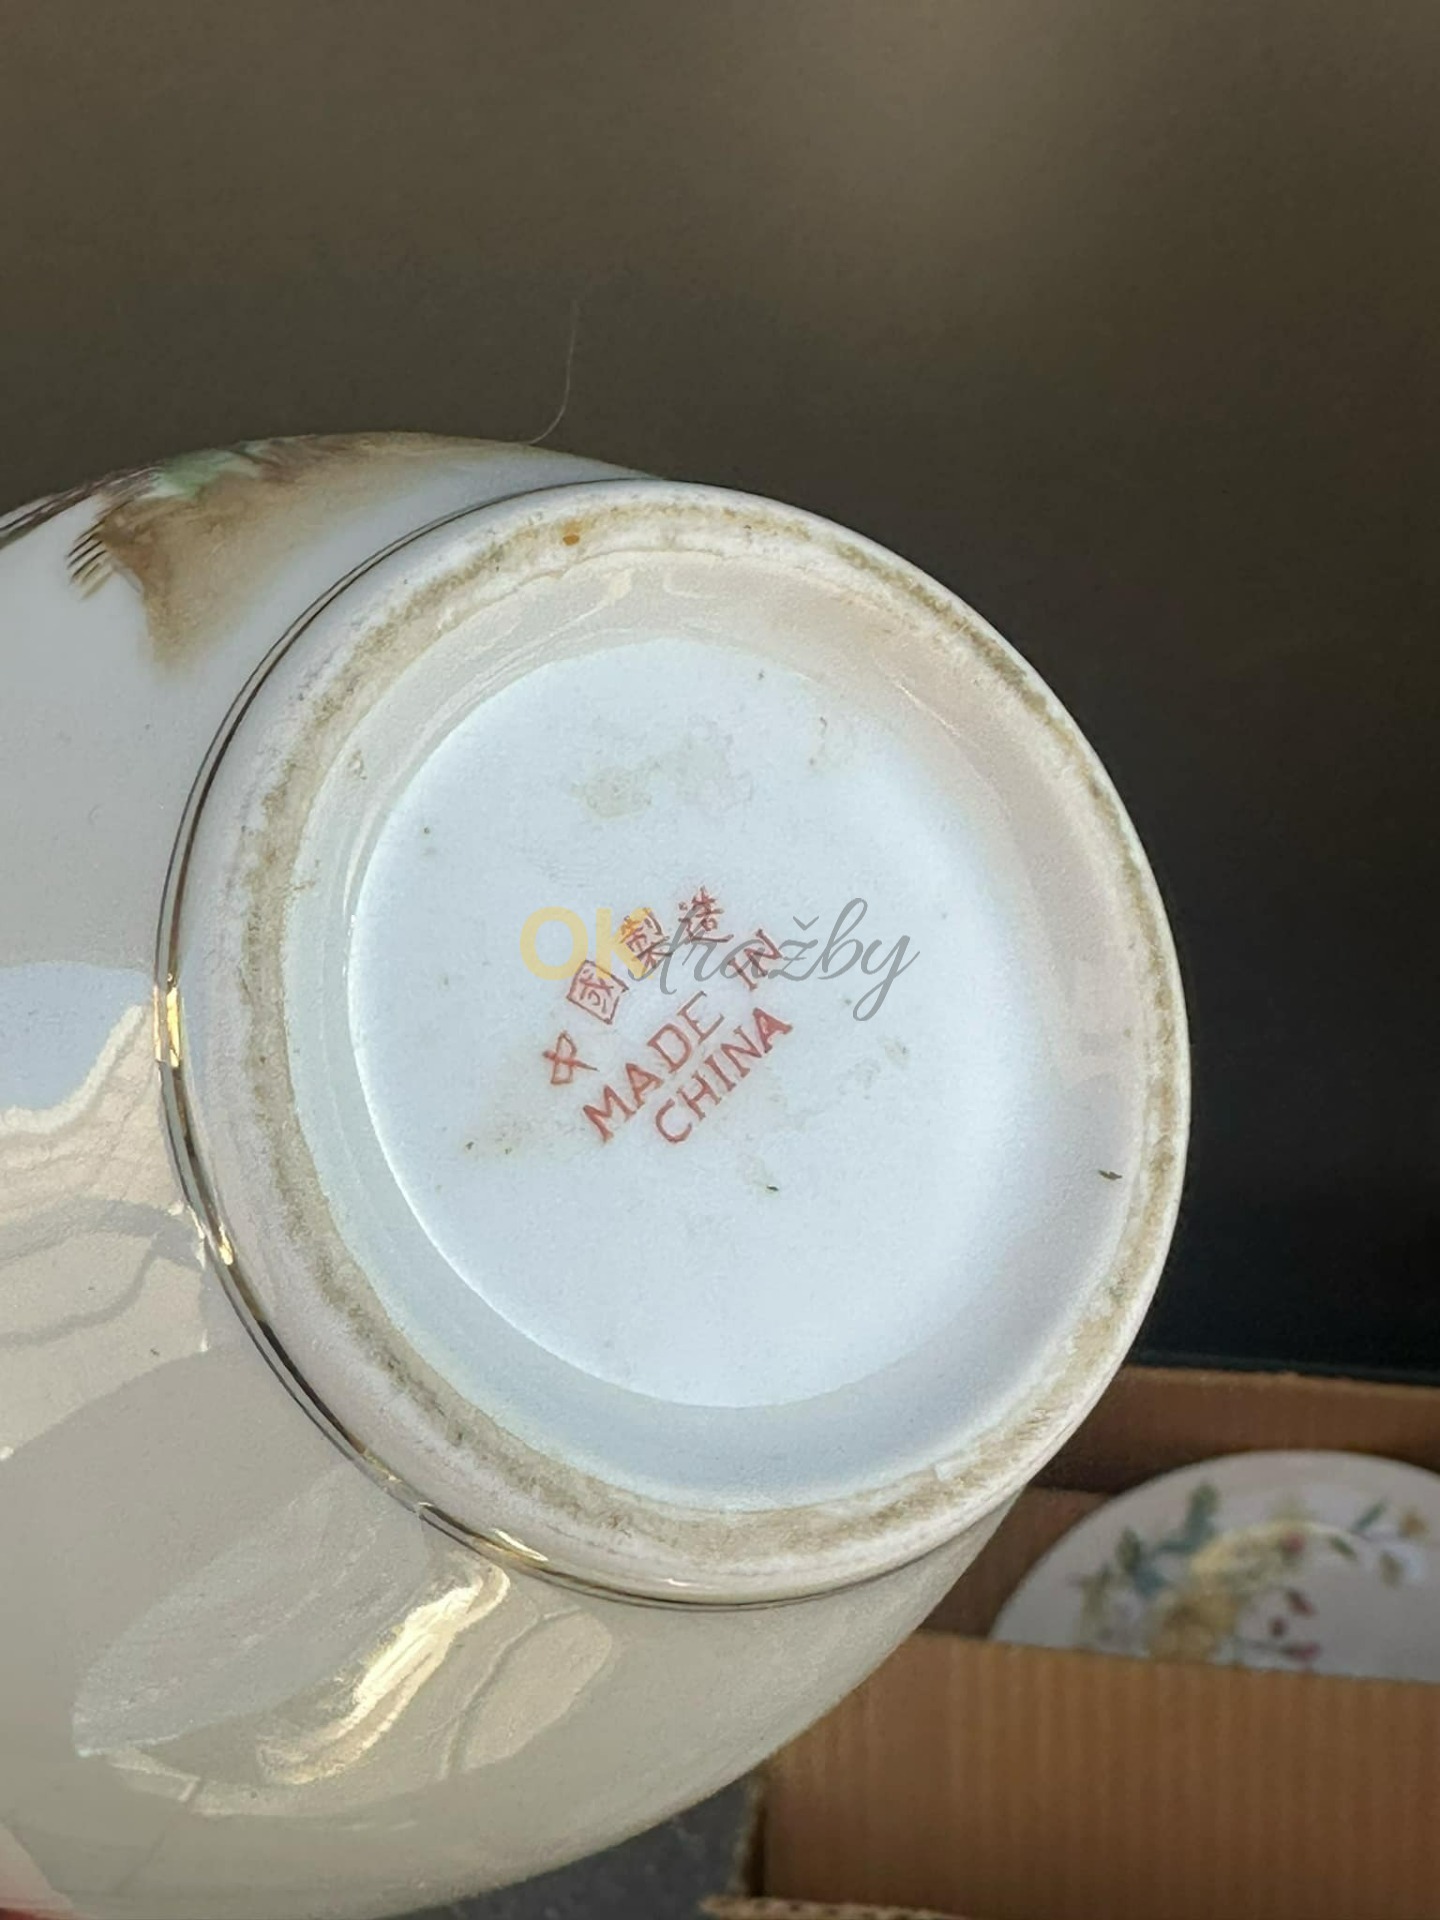 中國製造
MADE IN
CHINA
OKdražby